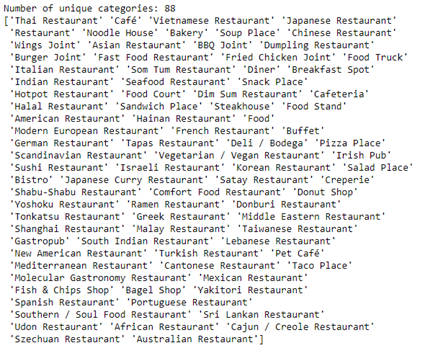 Number of unique categories: 88
['Thai Restaurant' 'Café' 'Vietnamese Restaurant' 'Japanese Restaurant'
'Restaurant' 'Noodle House' 'Bakery' 'Soup Place' 'Chinese Restaurant'
'Wings Joint' 'Asian Restaurant' 'BBQ Joint' 'Dumpling Restaurant'
'Burger Joint' 'Fast Food Restaurant' 'Fried Chicken Joint' 'Food Truck'
'Italian Restaurant' 'Som Tum Restaurant' 'Diner' 'Breakfast Spot'
'Indian Restaurant' 'Seafood Restaurant' 'Snack Place'
'Hotpot Restaurant' 'Food Court' 'Dim Sum Restaurant' 'Cafeteria'
'Halal Restaurant' 'Sandwich Place' 'Steakhouse' 'Food Stand'
'American Restaurant' 'Hainan Restaurant' 'Food'
'Modern European Restaurant' 'French Restaurant' 'Buffet'
'German Restaurant' 'Tapas Restaurant' 'Deli / Bodega' 'Pizza Place'
'Scandinavian Restaurant' 'Vegetarian / Vegan Restaurant' 'Irish Pub'
'Sushi Restaurant' 'Israeli Restaurant' 'Korean Restaurant' 'Salad Place'
'Bistro' 'Japanese Curry Restaurant' 'Satay Restaurant' 'Creperie'
'Shabu-Shabu Restaurant' 'Comfort Food Restaurant' 'Donut Shop'
'Yoshoku Restaurant' 'Ramen Restaurant' 'Donburi Restaurant'
'Tonkatsu Restaurant' 'Greek Restaurant' 'Middle Eastern Restaurant'
'Shanghai Restaurant' 'Malay Restaurant' 'Taiwanese Restaurant'
'Gastropub' 'South Indian Restaurant' 'Lebanese Restaurant'
'New American Restaurant' 'Turkish Restaurant' 'Pet Café'
'Mediterranean Restaurant' 'Cantonese Restaurant' 'Taco Place'
'Molecular Gastronomy Restaurant' 'Mexican Restaurant'
'Fish & Chips Shop' 'Bagel Shop' 'Yakitori Restaurant'
'Spanish Restaurant' 'Portuguese Restaurant'
'Southern / Soul Food Restaurant' 'Sri Lankan Restaurant'
'Udon Restaurant' 'African Restaurant' 'Cajun / Creole Restaurant'
'Szechuan Restaurant' 'Australian Restaurant']